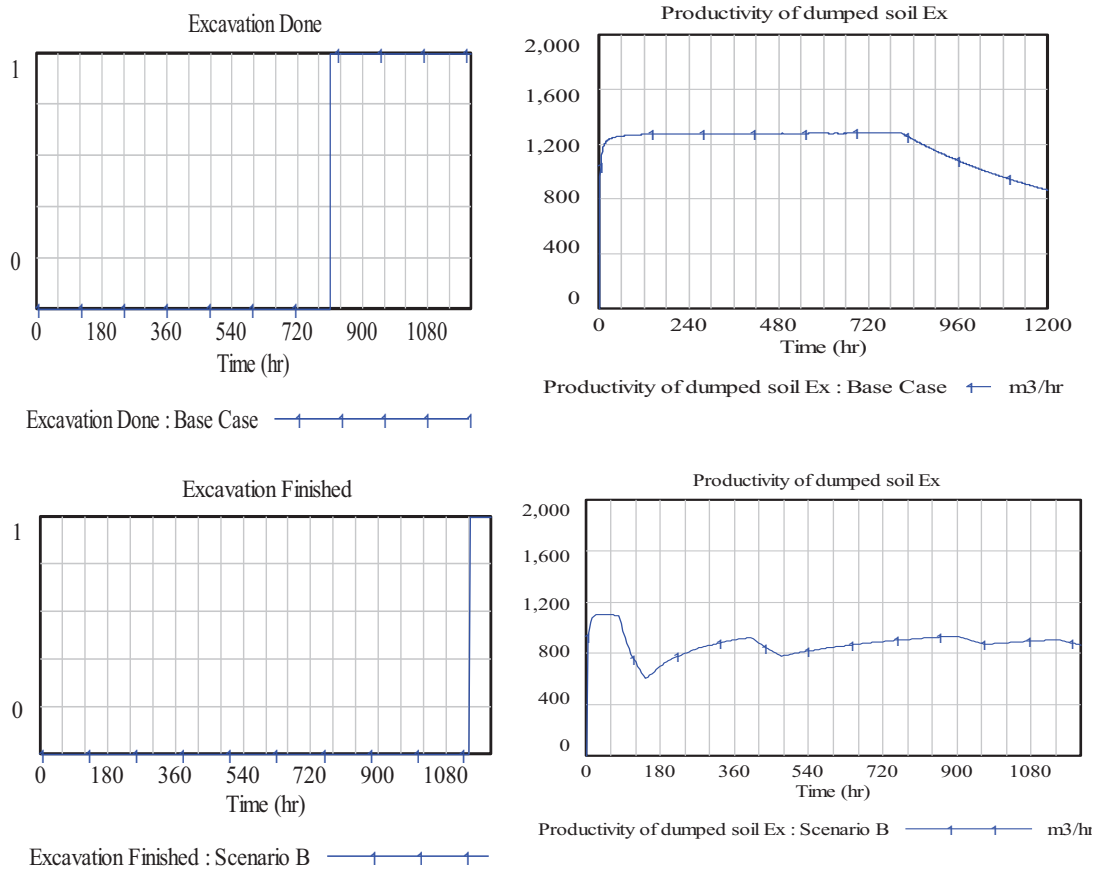 Excavation Done
1
0
0 180 360 540 720 900 1080
Time (hr)
Excavation Done : Base Case
Productivity of dumped soil Ex
2,000
1,600
1,200
800
400
0
0 240 480 720 960 1200
Time (hr)
Productivity of dumped soil Ex : Base Case 1 m3/hr
Excavation Finished
1
0
0 180 360 540 720 900 1080
Time (hr)
Excavation Finished : Scenario B
Productivity of dumped soil Ex
2,000
1,600
1,200
800
400
0
0 180 360 540 720 900 1080
Time (hr)
Productivity of dumped soil Ex : Scenario B m3/hr